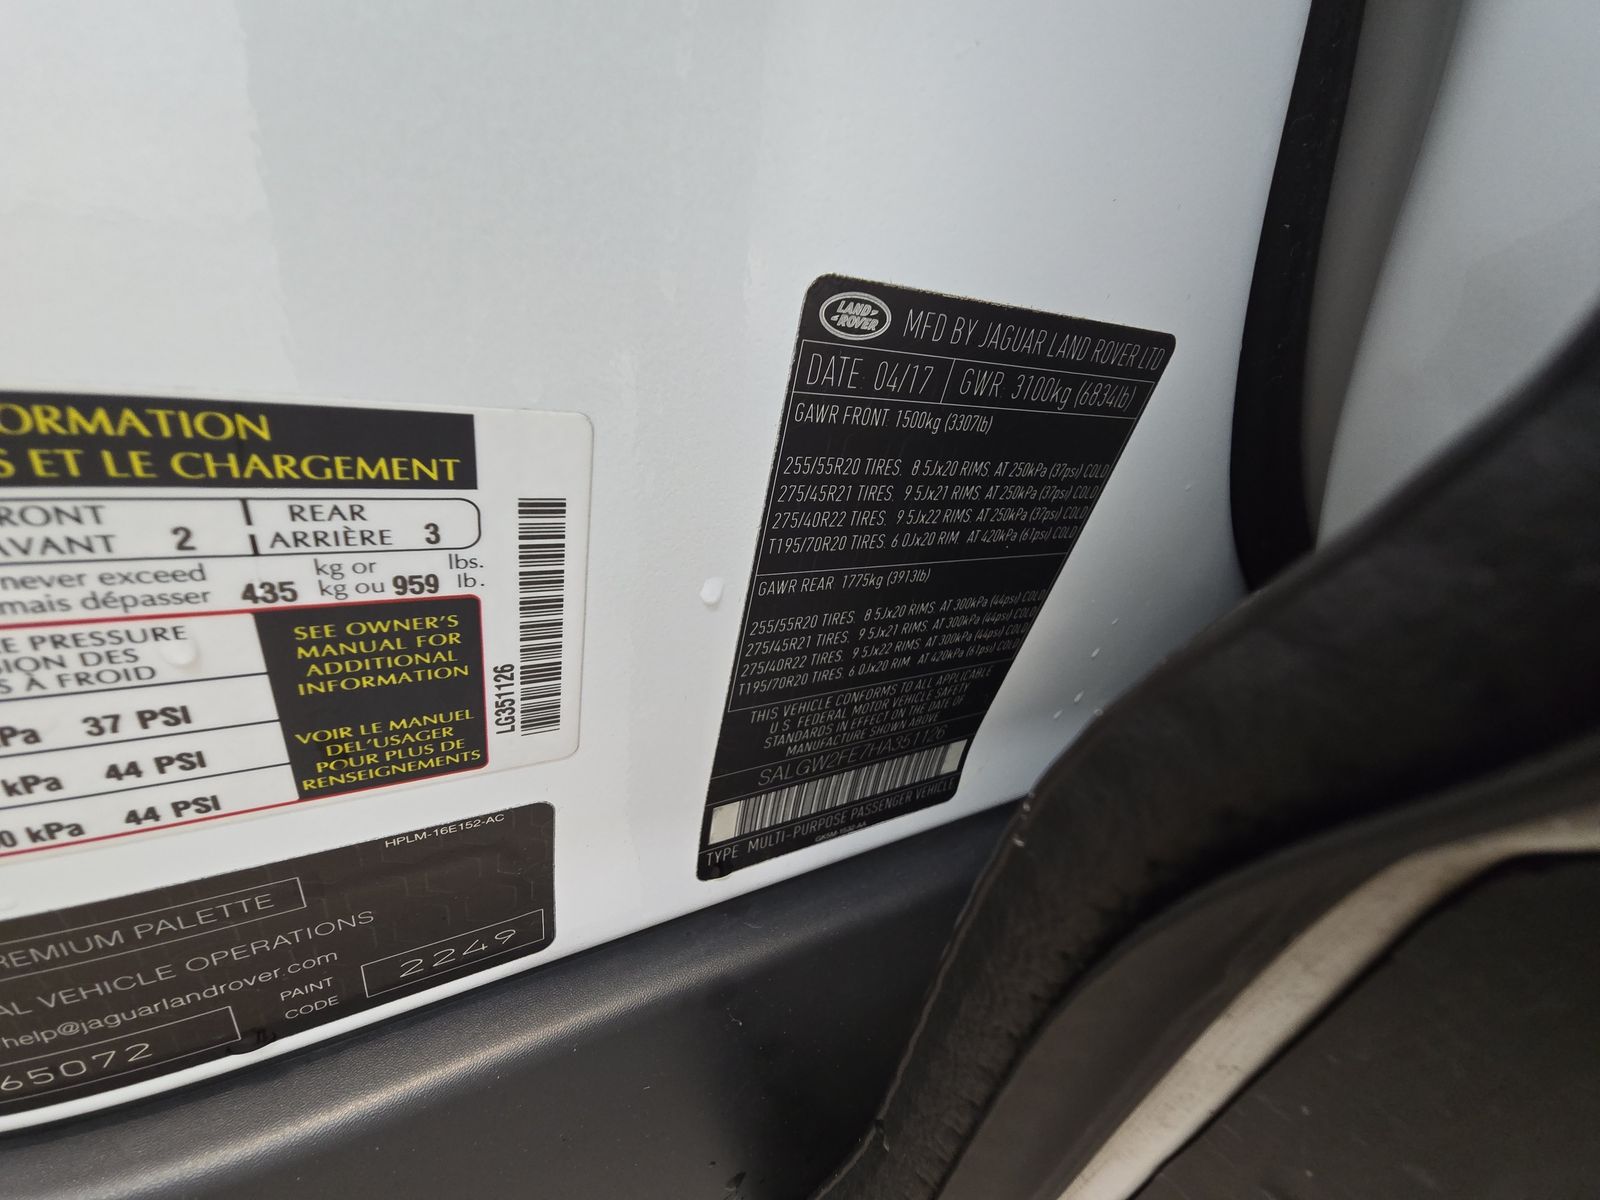 ORMATION
S ET LE CHARGEMENT
RONT
AVANT 2
REAR
ARRIÈRE 3
never exceed
mais dépasser 435 kg or
kg ou 959 lbs.
lb.
E PRESSURE
SION DES
S À FROID
Pa 37 PSI
kPa 44 PSI
0 kPa 44 PSI
SEE OWNER'S
MANUAL FOR
ADDITIONAL
INFORMATION
VOIR LE MANUEL
DEL'USAGER
POUR PLUS DE
RENSEIGNEMENTS
LG351126
HPLM-16E152-AC
REMIUM PALETTE
AL VEHICLE OPERATIONS
help@jaguarlandrover.com
PAINT
CODE
2249
65072
LAND-
-ROVER
MFD BY JAGUAR LAND ROVER LTD
DATE: 04/17 GWR: 3100kg (6834lb)
GAWR FRONT: 1500kg (3307lb)
255/55R20 TIRES. 8.5Jx20 RIMS. AT 250kPa (37psi) COLD
275/45R21 TIRES. 9.5Jx21 RIMS. AT 250kPa (37psi) COLD
275/40R22 TIRES. 9.5Jx22 RIMS. AT 250kPa (37psi) COLD
T195/70R20 TIRES. 6.0Jx20 RIM. AT 420kPa (61psi) COLD
GAWR REAR: 1775kg (3913lb)
255/55R20 TIRES. 8.5Jx20 RIMS. AT 300kPa (44psi) COLD
275/45R21 TIRES. 9.5Jx21 RIMS. AT 300kPa (44psi) COLD
275/40R22 TIRES. 9.5Jx22 RIMS. AT 300kPa (44psi) COLD
T195/70R20 TIRES. 6.0Jx20 RIM. AT 420kPa (61psi) COLD
THIS VEHICLE CONFORMS TO ALL APPLICABLE
U.S. FEDERAL MOTOR VEHICLE SAFETY
STANDARDS IN EFFECT ON THE DATE OF
MANUFACTURE SHOWN ABOVE
SALGW2FE7HA351126
TYPE: MULTI-PURPOSE PASSENGER VEHICLE